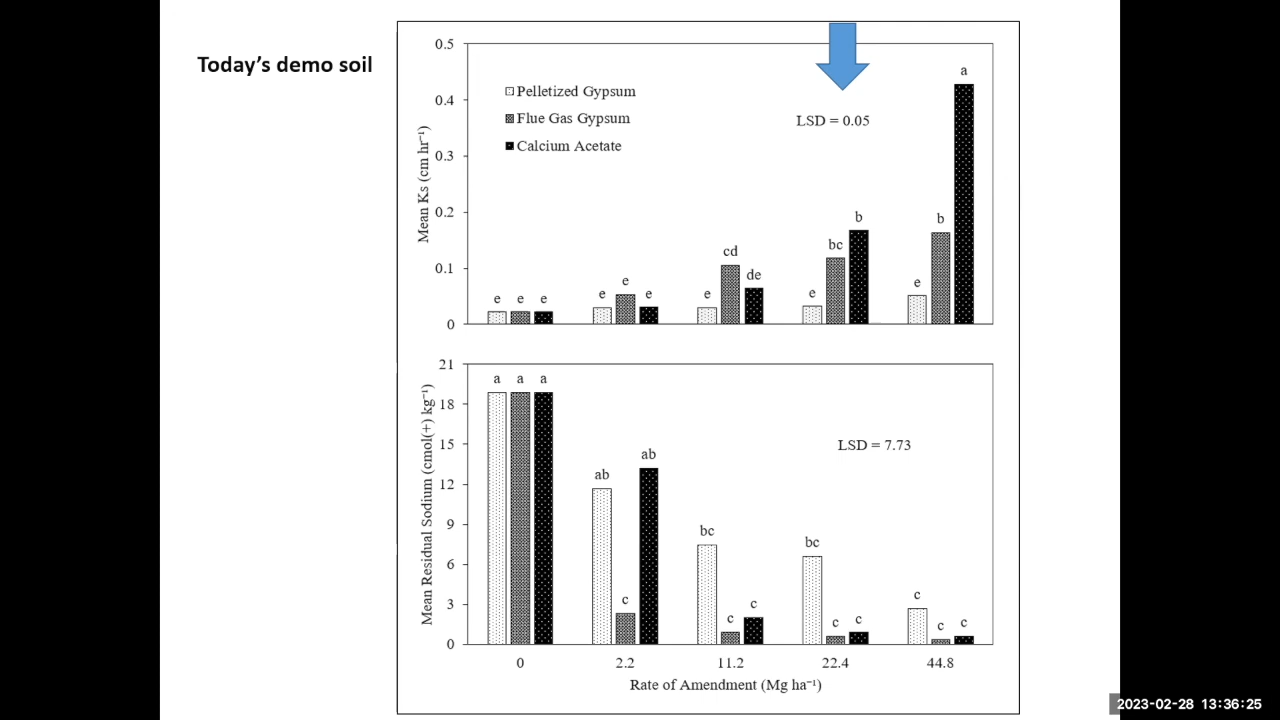 Today's demo soil
0.5
0.4
0.3
0.2
0.1
0
Mean Ks (cm hr⁻¹)
Pelletized Gypsum
Flue Gas Gypsum
Calcium Acetate
LSD = 0.05
e e e
e e e
e cd de
e bc b
e b a
21
18
15
12
9
6
3
0
Mean Residual Sodium (cmol(+) kg⁻¹)
LSD = 7.73
a a a
ab c ab
bc c c
bc c c
c c c
0 2.2 11.2 22.4 44.8
Rate of Amendment (Mg ha⁻¹)
2023-02-28 13:36:25